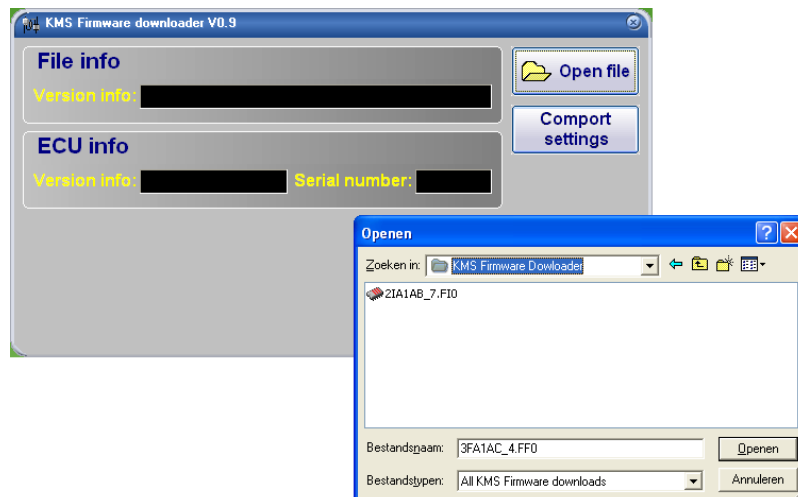 KMS Firmware downloader V0.9
File info
Version info:
Open file
Comport
settings
ECU info
Version info: Serial number:
Openen
Zoeken in: KMS Firmware Dowloader
2IA1AB_7.FI0
Bestandsnaam: 3FA1AC_4.FF0 Openen
Bestandstypen: All KMS Firmware downloads Annuleren